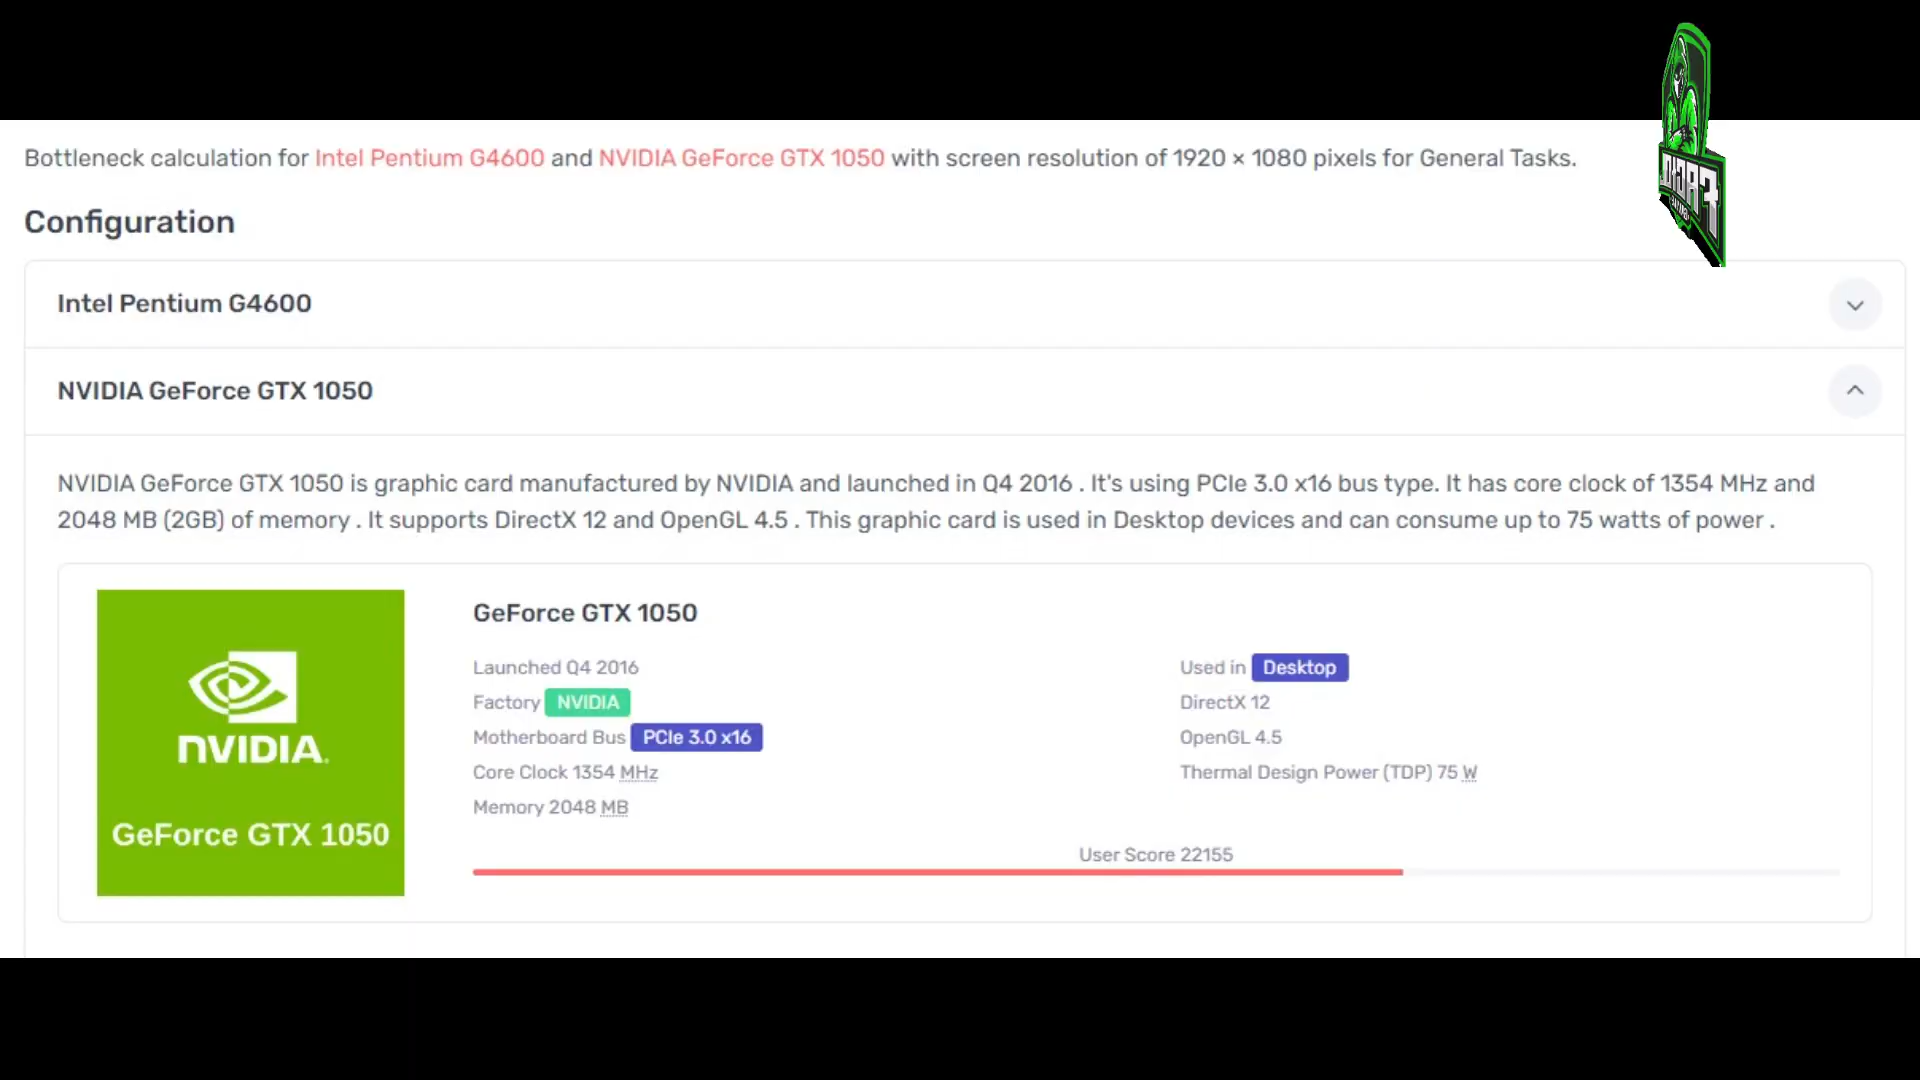 Bottleneck calculation for Intel Pentium G4600 and NVIDIA GeForce GTX 1050 with screen resolution of 1920 × 1080 pixels for General Tasks.
Configuration
Intel Pentium G4600
NVIDIA GeForce GTX 1050
NVIDIA GeForce GTX 1050 is graphic card manufactured by NVIDIA and launched in Q4 2016 . It's using PCIe 3.0 x16 bus type. It has core clock of 1354 MHz and
2048 MB (2GB) of memory . It supports DirectX 12 and OpenGL 4.5 . This graphic card is used in Desktop devices and can consume up to 75 watts of power .
NVIDIA.
GeForce GTX 1050
GeForce GTX 1050
Launched Q4 2016
Factory NVIDIA
Motherboard Bus PCIe 3.0 x16
Core Clock 1354 MHz
Memory 2048 MB
Used in Desktop
DirectX 12
OpenGL 4.5
Thermal Design Power (TDP) 75 W
User Score 22155